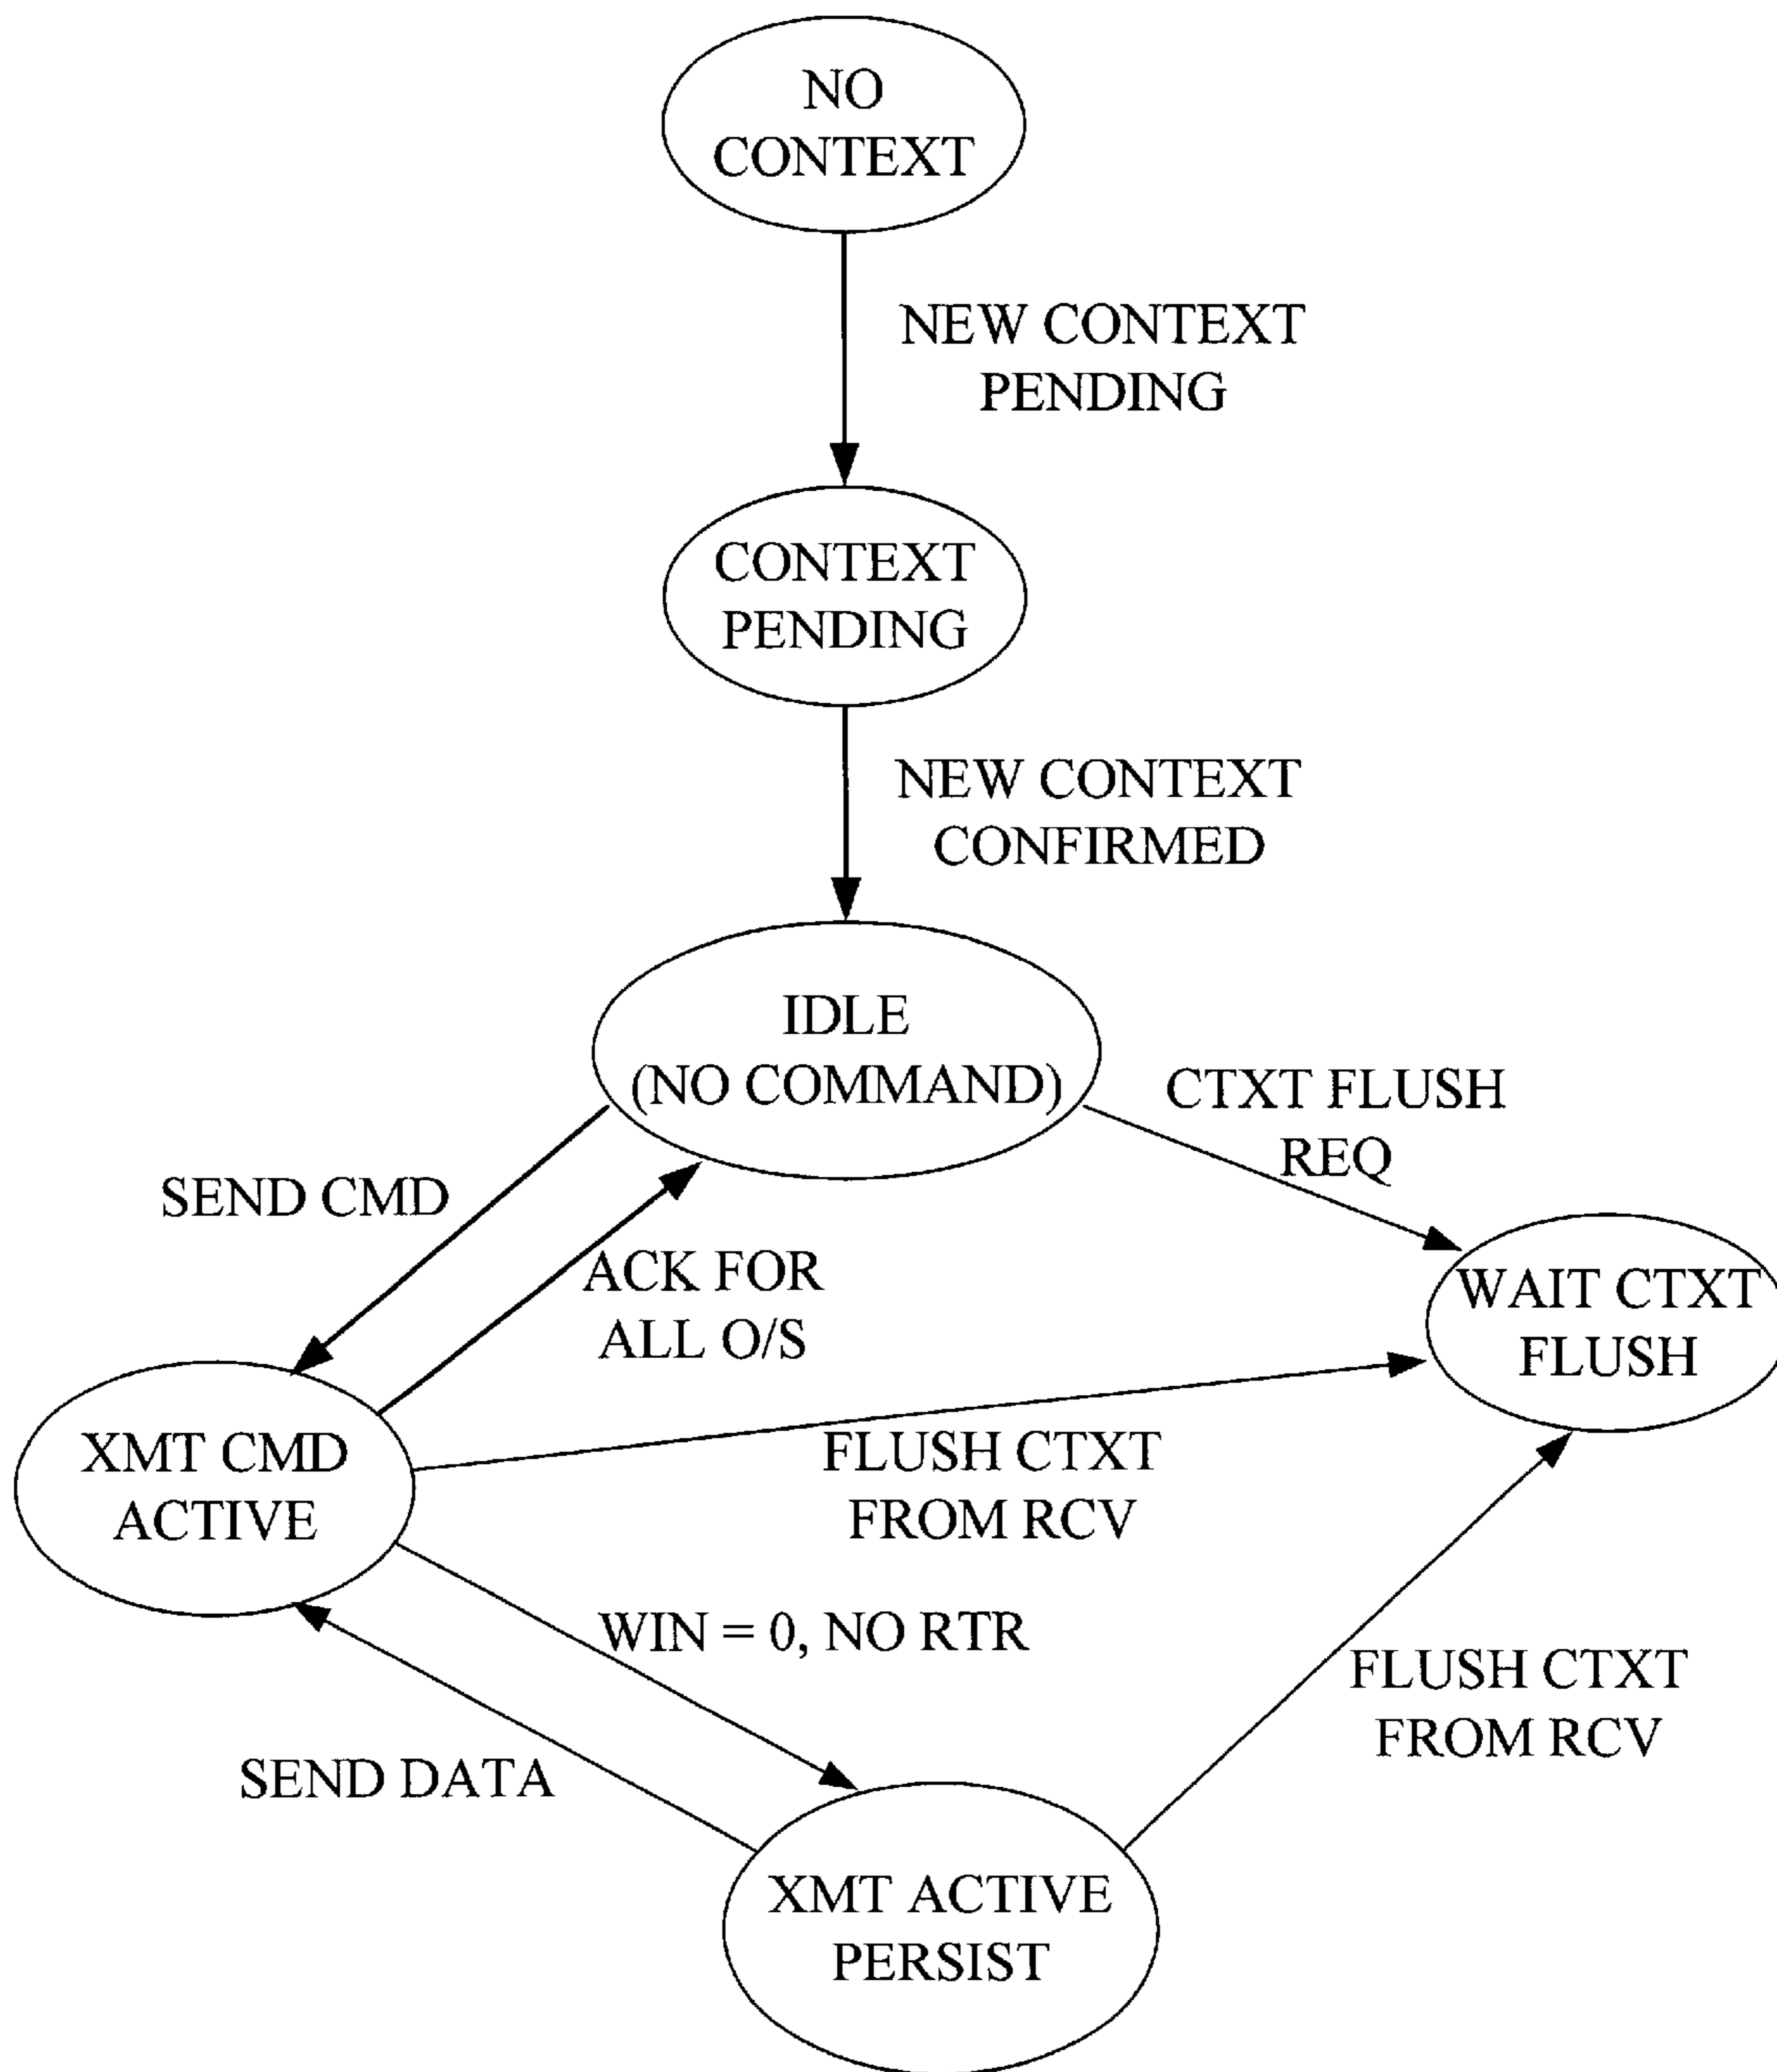 NO
CONTEXT
NEW CONTEXT
PENDING
CONTEXT
PENDING
NEW CONTEXT
CONFIRMED
IDLE
(NO COMMAND)
CTXT FLUSH
REQ
SEND CMD
ACK FOR
ALL O/S
WAIT CTXT
FLUSH
XMT CMD
ACTIVE
FLUSH CTXT
FROM RCV
WIN = 0, NO RTR
FLUSH CTXT
FROM RCV
SEND DATA
XMT ACTIVE
PERSIST